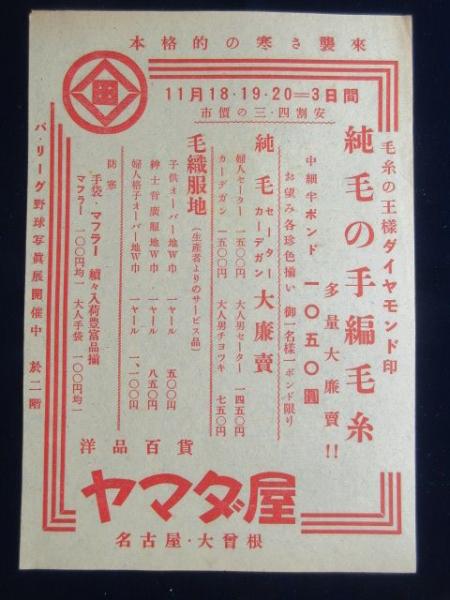 本格的の寒さ襲來
田
11月18・19・20=3日間
市價の三・四割安
毛糸の王様ダイヤモンド印
純毛の手編毛糸
多量大廉賣!!
中細半ポンド 一〇五〇圓
お望み各珍色揃い 御一名様一ポンド限り
純毛 セーター カーデガン 大廉賣
婦人セーター 一五〇〇円 大人男セーター 一四五〇円
カーデガン 一五〇〇円 大人男チョツキ 七五〇円
毛織服地 (生産者よりのサービス品)
子供オーバー地W巾 一ヤール 五〇〇円
紳士背廣服地W巾 一ヤール 八五〇円
婦人格子オーバー地W巾 一ヤール 一、一〇〇円
防寒 手袋・マフラー 続々入荷豊富品揃
マフラー 一〇〇円均一 大人手袋 一〇〇円均一
パ・リーグ野球写眞展開催中 於二階
洋品百貨
ヤマダ屋
名古屋・大曾根